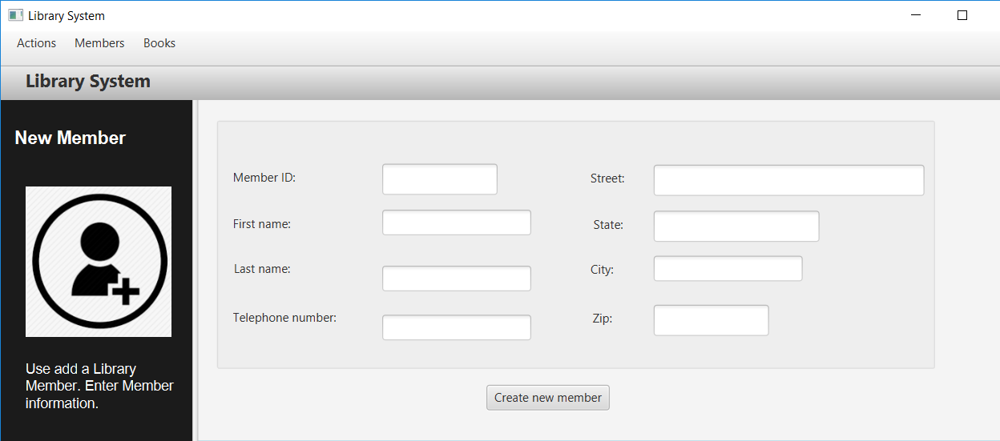 Library System
Actions Members Books
Library System
New Member
Use add a Library
Member. Enter Member
information.
Member ID:
First name:
Last name:
Telephone number:
Street:
State:
City:
Zip:
Create new member